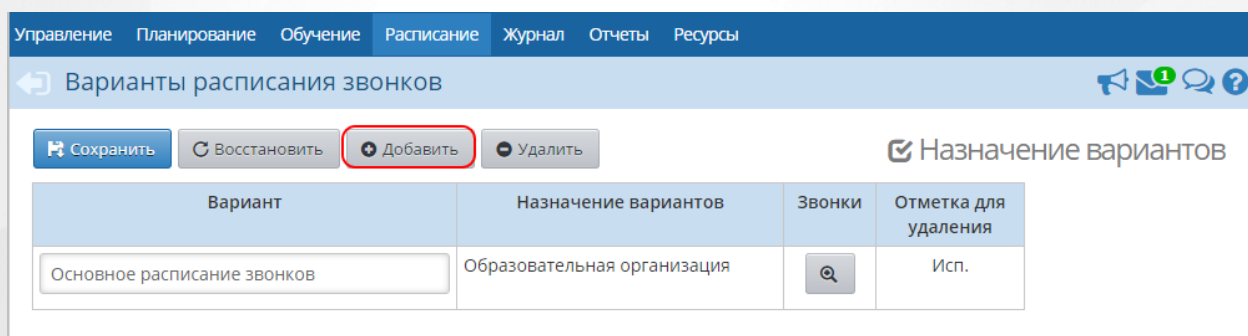 Управление Планирование Обучение Расписание Журнал Отчеты Ресурсы
Варианты расписания звонков
1
?
Сохранить Восстановить Добавить Удалить
Назначение вариантов
Вариант Назначение вариантов Звонки Отметка для удаления
Основное расписание звонков Образовательная организация Исп.